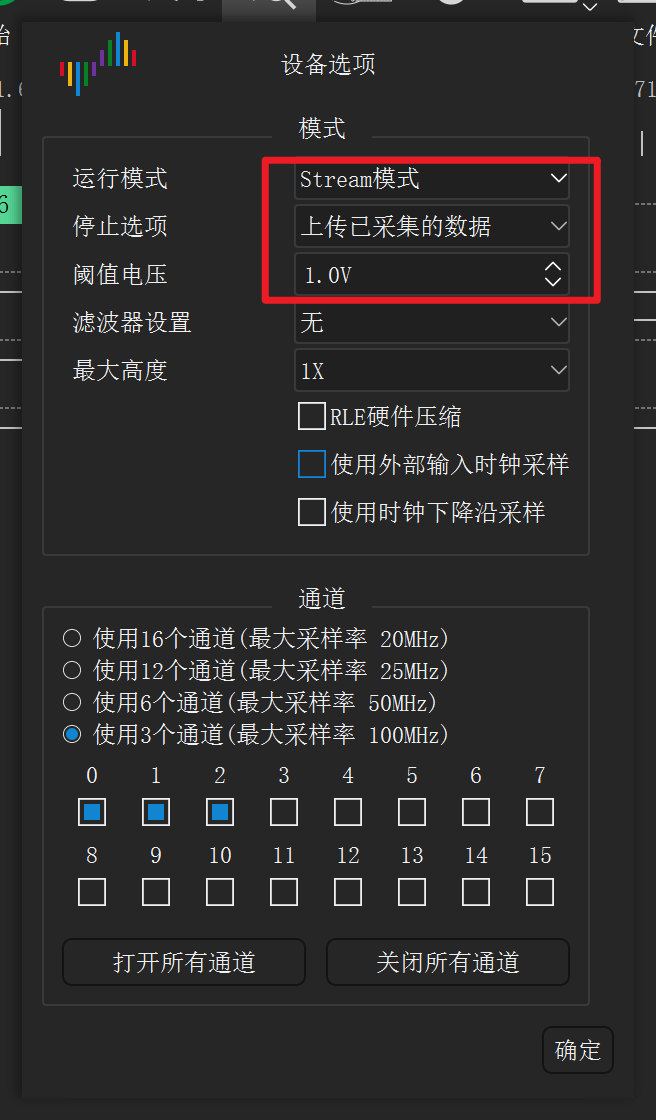 设备选项
模式
运行模式 Stream模式
停止选项 上传已采集的数据
阈值电压 1.0V
滤波器设置 无
最大高度 1X
RLE硬件压缩
使用外部输入时钟采样
使用时钟下降沿采样
通道
使用16个通道(最大采样率 20MHz)
使用12个通道(最大采样率 25MHz)
使用6个通道(最大采样率 50MHz)
使用3个通道(最大采样率 100MHz)
0 1 2 3 4 5 6 7
8 9 10 11 12 13 14 15
打开所有通道 关闭所有通道
确定